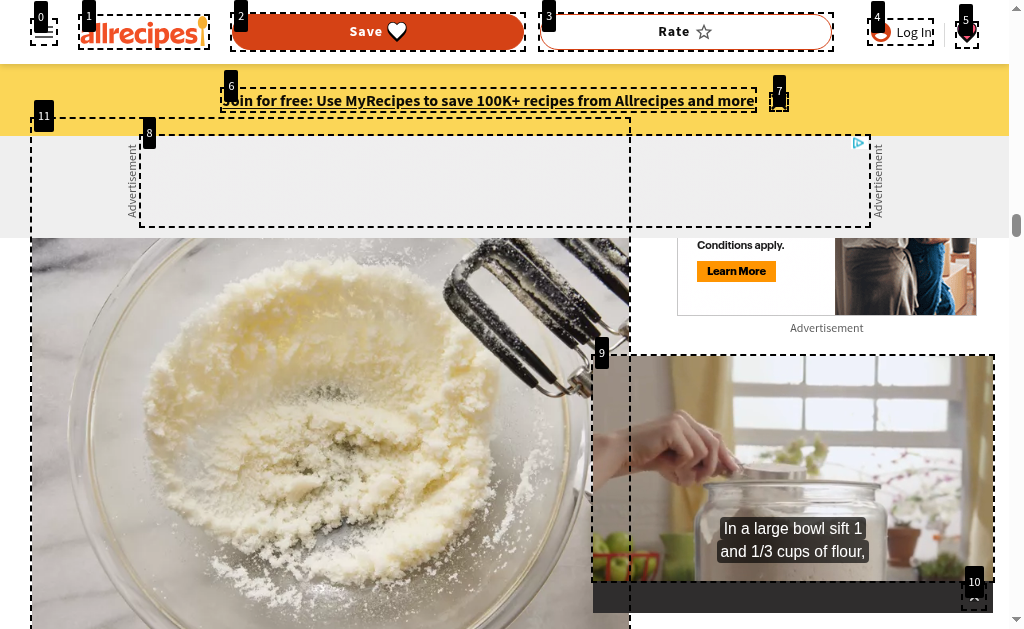 0
1
2
3
4
5
allrecipes
Save
Rate
Log In
6
7
Join for free: Use MyRecipes to save 100K+ recipes from Allrecipes and more
11
8
Advertisement
Advertisement
Conditions apply.
Learn More
Advertisement
9
In a large bowl sift 1
and 1/3 cups of flour,
10